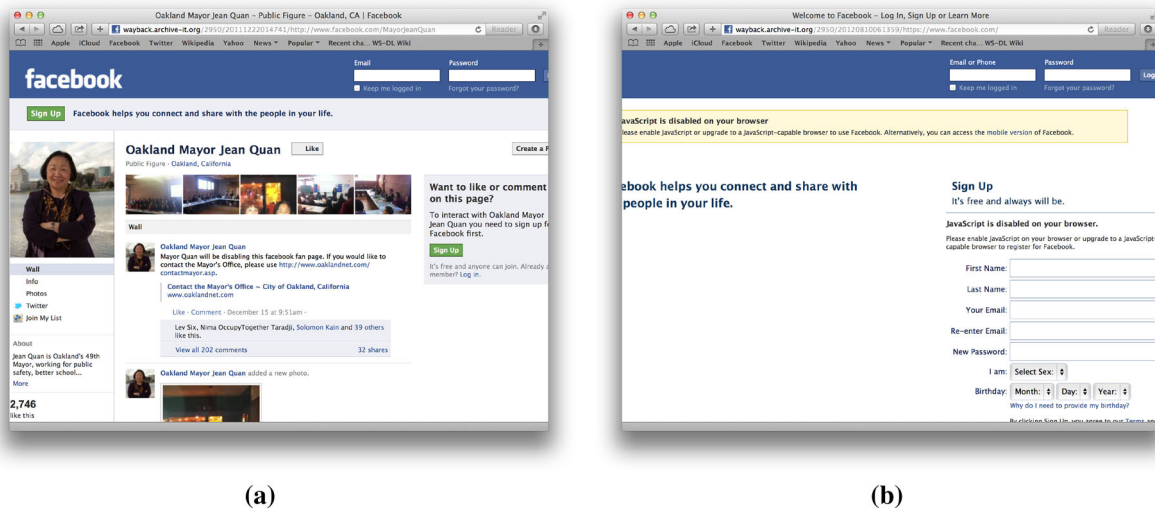 Oakland Mayor Jean Quan – Public Figure – Oakland, CA | Facebook
wayback.archive-it.org/2950/20111222014741/http://www.facebook.com/MayorJeanQuan
Reader
Apple iCloud Facebook Twitter Wikipedia Yahoo News Popular Recent cha... WS-DL Wiki
facebook
Email Password
Keep me logged in Forgot your password?
Sign Up Facebook helps you connect and share with the people in your life.
Oakland Mayor Jean Quan Like
Create a
Public Figure · Oakland, California
Want to like or comment
on this page?
To interact with Oakland Mayor
Jean Quan you need to sign up
Facebook first.
Sign Up
It's free and anyone can join. Already
member? Log in.
Wall
Oakland Mayor Jean Quan
Mayor Quan will be disabling this facebook fan page. If you would like to
contact the Mayor's Office, please use http://www.oaklandnet.com/
contactmayor.asp.
Contact the Mayor's Office ~ City of Oakland, California
www.oaklandnet.com
Like · Comment · December 15 at 9:51am ·
Lev Six, Nima OccupyTogether Taradji, Solomon Kain and 39 others
like this.
View all 202 comments 32 shares
Oakland Mayor Jean Quan added a new photo.
Wall
Info
Photos
Twitter
Join My List
About
Jean Quan is Oakland's 49th
Mayor, working for public
safety, better school...
More
2,746
like this
(a)
Welcome to Facebook – Log In, Sign Up or Learn More
wayback.archive-it.org/2950/20120810061359/https://www.facebook.com/
Reader
Apple iCloud Facebook Twitter Wikipedia Yahoo News Popular Recent cha... WS-DL Wiki
Email or Phone Password
Log
Keep me logged in Forgot your password?
avaScript is disabled on your browser
lease enable JavaScript or upgrade to a JavaScript-capable browser to use Facebook. Alternatively, you can access the mobile version of Facebook.
ebook helps you connect and share with
people in your life.
Sign Up
It's free and always will be.
JavaScript is disabled on your browser.
Please enable JavaScript on your browser or upgrade to a JavaScript-
capable browser to register for Facebook.
First Name:
Last Name:
Your Email:
Re-enter Email:
New Password:
I am: Select Sex:
Birthday: Month: Day: Year:
Why do I need to provide my birthday?
By clicking Sign Up, you agree to our Terms and
(b)